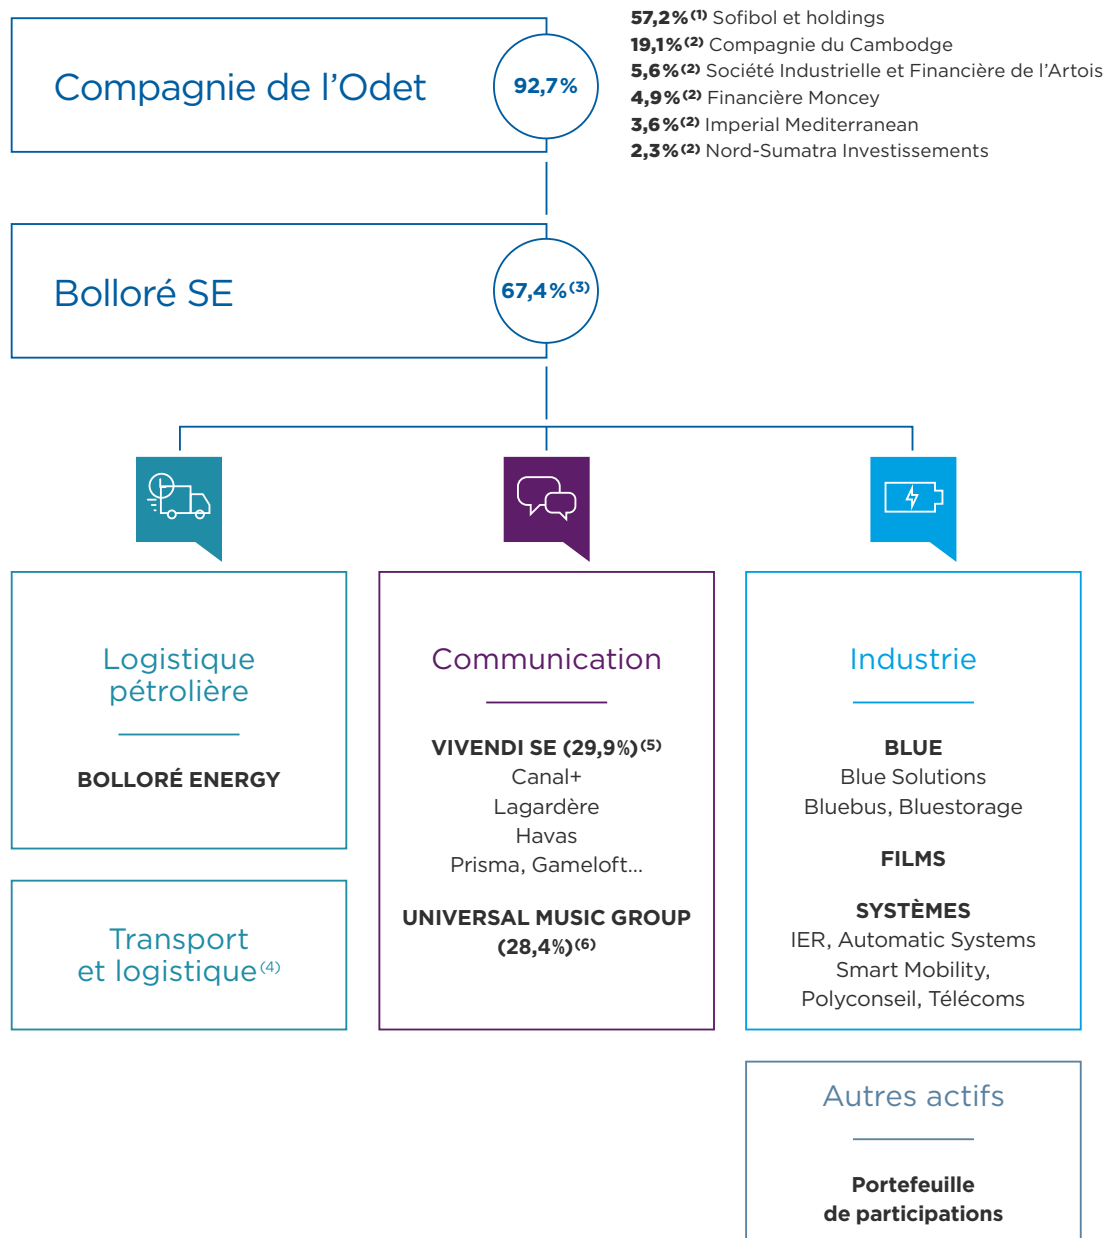 57,2%(1) Sofibol et holdings
19,1%(2) Compagnie du Cambodge
5,6%(2) Société Industrielle et Financière de l'Artois
4,9%(2) Financière Moncey
3,6%(2) Imperial Mediterranean
2,3%(2) Nord-Sumatra Investissements
Compagnie de l'Odet
92,7%
Bolloré SE
67,4%(3)
Logistique
pétrolière
BOLLORÉ ENERGY
Transport
et logistique(4)
Communication
VIVENDI SE (29,9%)(5)
Canal+
Lagardère
Havas
Prisma, Gameloft...
UNIVERSAL MUSIC GROUP
(28,4%)(6)
Industrie
BLUE
Blue Solutions
Bluebus, Bluestorage
FILMS
SYSTÈMES
IER, Automatic Systems
Smart Mobility,
Polyconseil, Télécoms
Autres actifs
Portefeuille
de participations